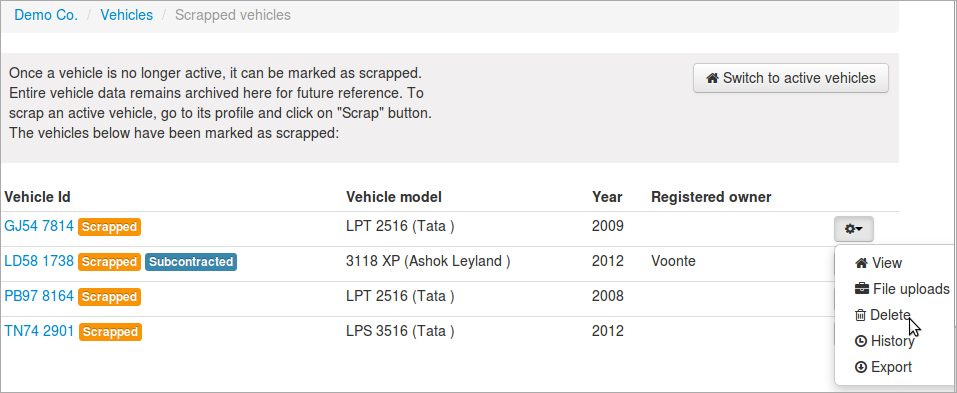 Demo Co. / Vehicles / Scrapped vehicles
Once a vehicle is no longer active, it can be marked as scrapped.
Entire vehicle data remains archived here for future reference. To
scrap an active vehicle, go to its profile and click on "Scrap" button.
The vehicles below have been marked as scrapped:
Switch to active vehicles
Vehicle Id Vehicle model Year Registered owner
GJ54 7814 Scrapped LPT 2516 (Tata ) 2009
LD58 1738 Scrapped Subcontracted 3118 XP (Ashok Leyland ) 2012 Voonte
PB97 8164 Scrapped LPT 2516 (Tata ) 2008
TN74 2901 Scrapped LPS 3516 (Tata ) 2012
View
File uploads
Delete
History
Export